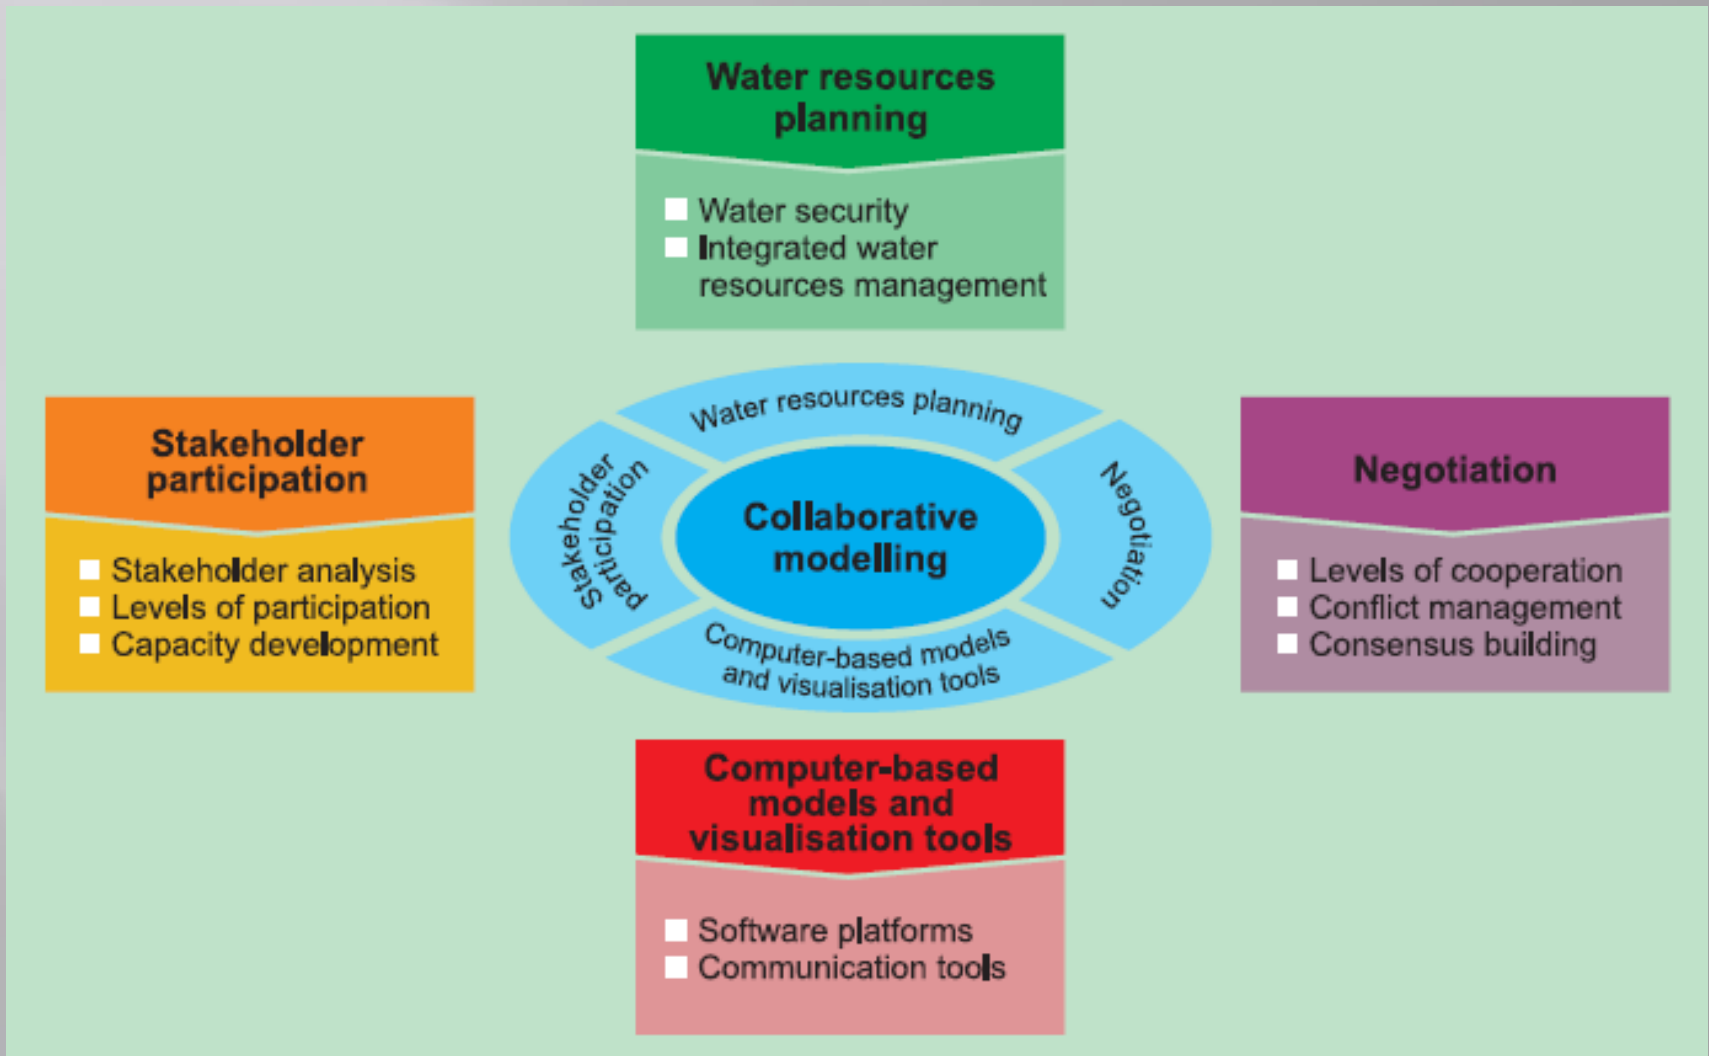 Water resources
planning
Water security
Integrated water
resources management
Stakeholder
participation
Stakeholder analysis
Levels of participation
Capacity development
Water resources planning
Stakeholder
participation
Collaborative
modelling
Negotiation
Computer-based models
and visualisation tools
Negotiation
Levels of cooperation
Conflict management
Consensus building
Computer-based
models and
visualisation tools
Software platforms
Communication tools